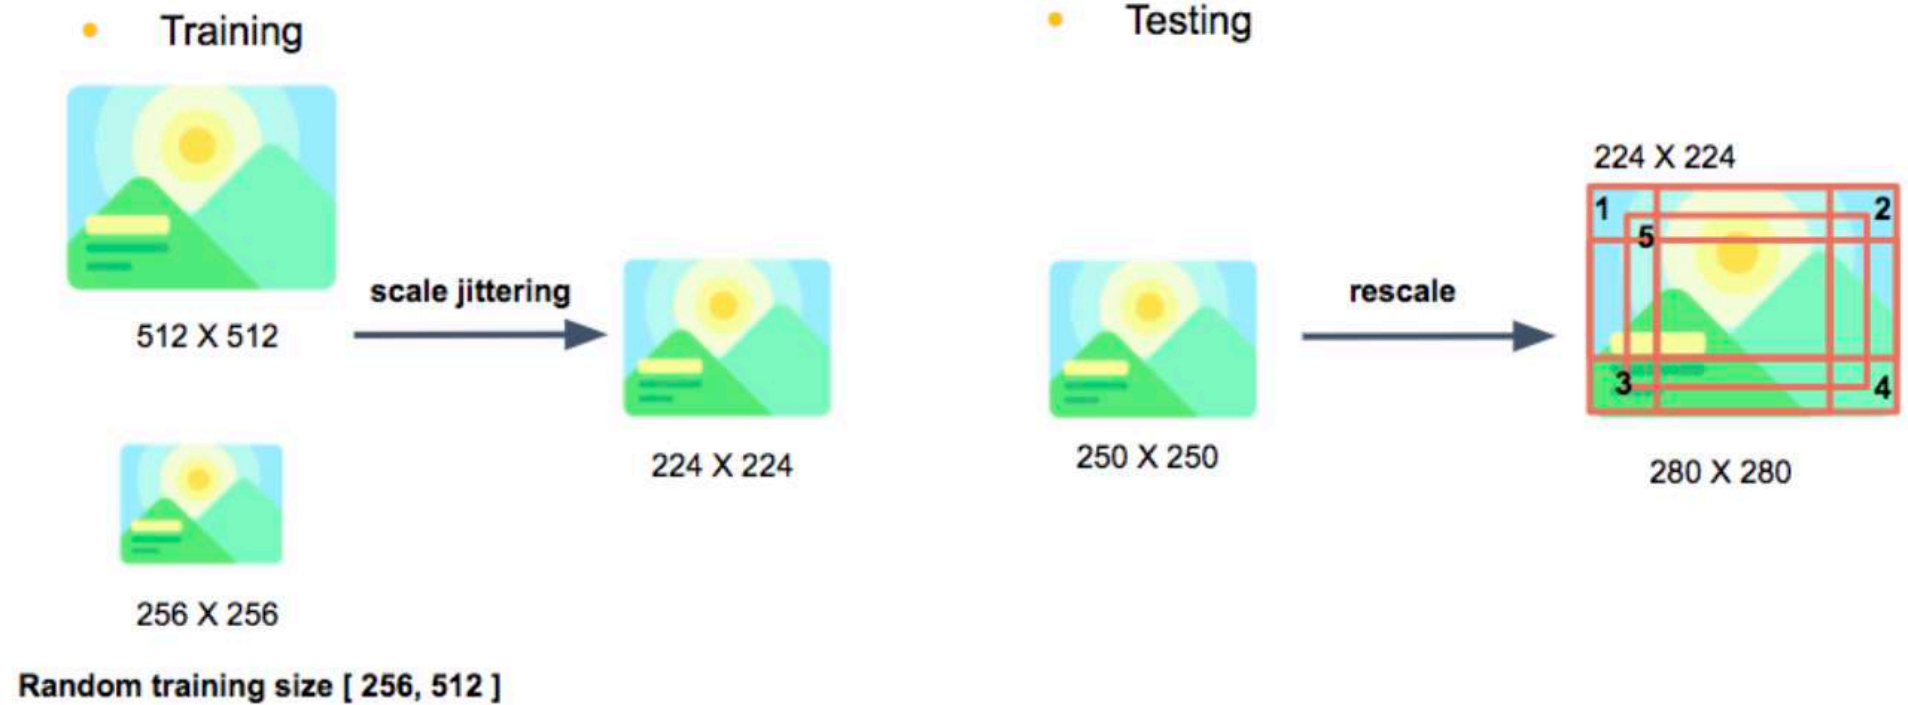 Training
512 X 512
scale jittering
224 X 224
256 X 256
Random training size [ 256, 512 ]
Testing
250 X 250
rescale
224 X 224
1
2
5
3
4
280 X 280